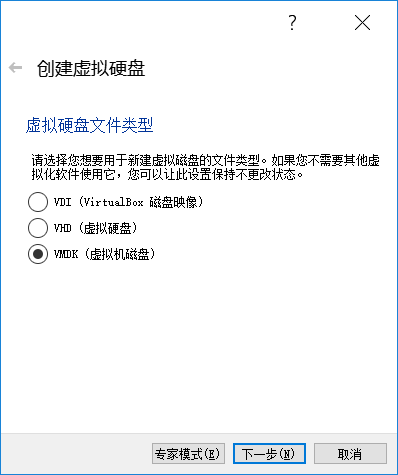 ?
创建虚拟硬盘
虚拟硬盘文件类型
请选择您想要用于新建虚拟磁盘的文件类型。如果您不需要其他虚
拟化软件使用它，您可以让此设置保持不更改状态。
VDI (VirtualBox 磁盘映像)
VHD (虚拟硬盘)
VMDK (虚拟机磁盘)
专家模式(E) 下一步(N) 取消